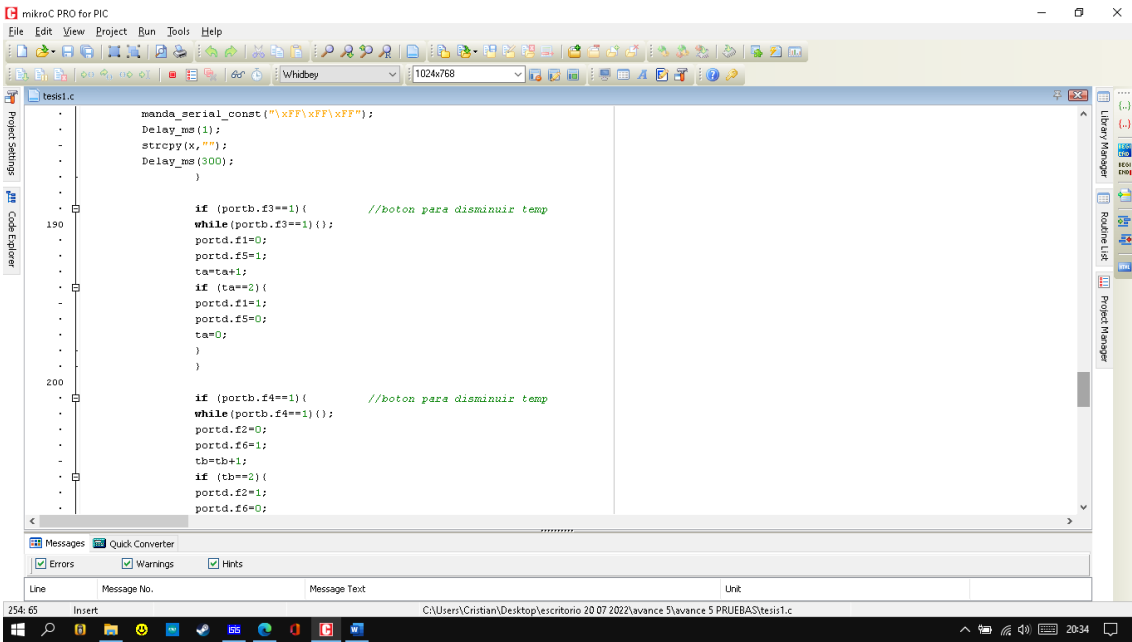 mikroC PRO for PIC
File Edit View Project Run Tools Help
Whidbey
1024x768
tesis1.c
Project Settings
Code Explorer
manda_serial_const("\xFF\xFF\xFF");
Delay_ms(1);
strcpy(x,"");
Delay_ms(300);
}
if (portb.f3==1){ //boton para disminuir temp
190 while(portb.f3==1){};
portd.f1=0;
portd.f5=1;
ta=ta+1;
if (ta==2){
portd.f1=1;
portd.f5=0;
ta=0;
}
}
200
if (portb.f4==1){ //boton para disminuir temp
while(portb.f4==1){};
portd.f2=0;
portd.f6=1;
tb=tb+1;
if (tb==2){
portd.f2=1;
portd.f6=0;
Library Manager
Routine List
Project Manager
Messages Quick Converter
Errors Warnings Hints
Line Message No. Message Text Unit
254: 65 Insert C:\Users\Cristian\Desktop\escritorio 20 07 2022\avance 5\avance 5 PRUEBAS\tesis1.c
20:34